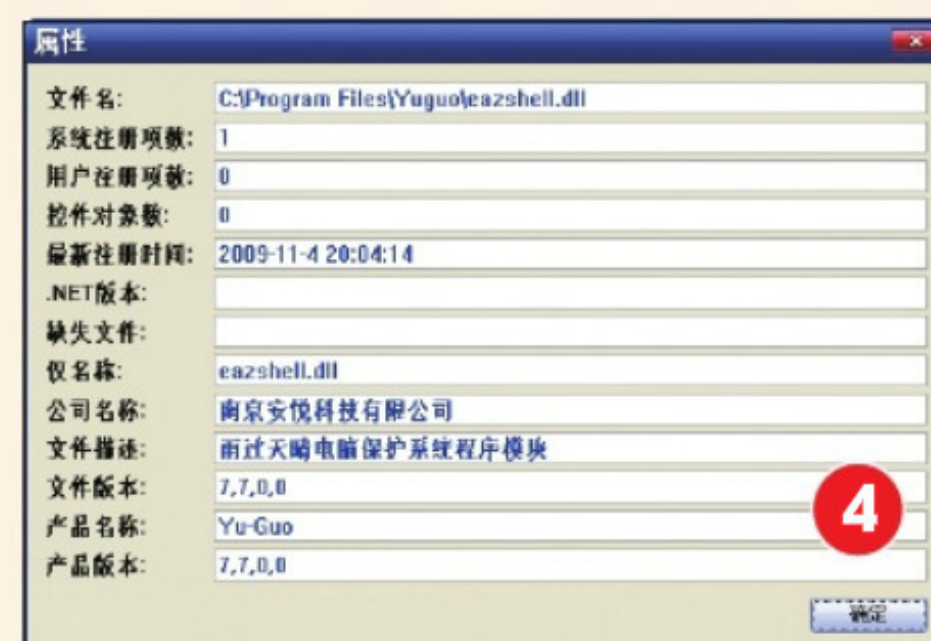 属性
文件名: C:\Program Files\Yuguo\eazshell.dll
系统注册项数: 1
用户注册项数: 0
控件对象数: 0
最新注册时间: 2009-11-4 20:04:14
.NET版本:
缺失文件:
仅名称: eazshell.dll
公司名称: 南京安悦科技有限公司
文件描述: 雨过天晴电脑保护系统程序模块
文件版本: 7,7,0,0
产品名称: Yu-Guo
产品版本: 7,7,0,0
4
确定